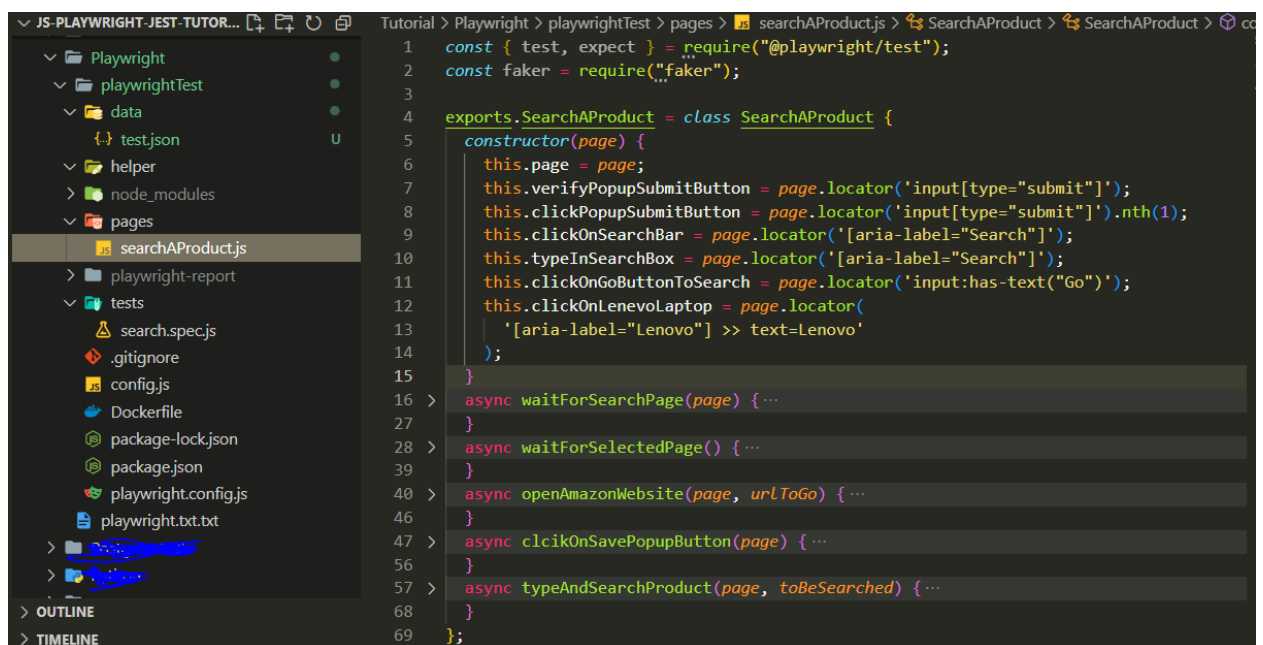 JS-PLAYWRIGHT-JEST-TUTOR...
Playwright
playwrightTest
data
{..} test.json U
helper
node_modules
pages
JS searchAProduct.js
playwright-report
tests
search.spec.js
.gitignore
JS config.js
Dockerfile
package-lock.json
package.json
playwright.config.js
playwright.txt.txt
> OUTLINE
> TIMELINE
Tutorial > Playwright > playwrightTest > pages > JS searchAProduct.js > SearchAProduct > SearchAProduct > co
1 const { test, expect } = require("@playwright/test");
2 const faker = require("faker");
3
4 exports.SearchAProduct = class SearchAProduct {
5 constructor(page) {
6 this.page = page;
7 this.verifyPopupSubmitButton = page.locator('input[type="submit"]');
8 this.clickPopupSubmitButton = page.locator('input[type="submit"]').nth(1);
9 this.clickOnSearchBar = page.locator('[aria-label="Search"]');
10 this.typeInSearchBox = page.locator('[aria-label="Search"]');
11 this.clickOnGoButtonToSearch = page.locator('input:has-text("Go")');
12 this.clickOnLenevoLaptop = page.locator(
13 '[aria-label="Lenovo"] >> text=Lenovo'
14 );
15 }
16 > async waitForSearchPage(page) {...
27 }
28 > async waitForSelectedPage() {...
39 }
40 > async openAmazonWebsite(page, urlToGo) {...
46 }
47 > async clcikOnSavePopupButton(page) {...
56 }
57 > async typeAndSearchProduct(page, toBeSearched) {...
68 }
69 };